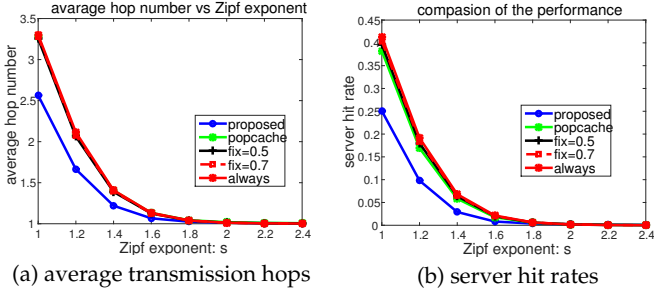 avarage hop number vs Zipf exponent
average hop number
3.5
3
2.5
2
1.5
1
proposed
popcache
fix=0.5
fix=0.7
always
1 1.2 1.4 1.6 1.8 2 2.2 2.4
Zipf exponent: s
(a) average transmission hops
compasion of the performance
server hit rate
0.45
0.4
0.35
0.3
0.25
0.2
0.15
0.1
0.05
0
proposed
popcache
fix=0.5
fix=0.7
always
1 1.2 1.4 1.6 1.8 2 2.2 2.4
Zipf exponent: s
(b) server hit rates